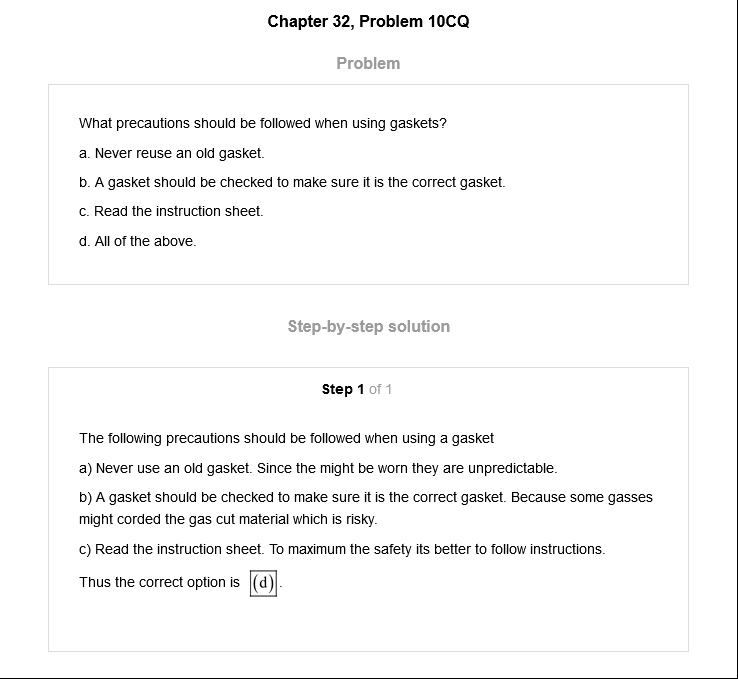 Chapter 32, Problem 10CQ
Problem
What precautions should be followed when using gaskets?
a. Never reuse an old gasket.
b. A gasket should be checked to make sure it is the correct gasket.
c. Read the instruction sheet.
d. All of the above.
Step-by-step solution
Step 1 of 1
The following precautions should be followed when using a gasket
a) Never use an old gasket. Since the might be worn they are unpredictable.
b) A gasket should be checked to make sure it is the correct gasket. Because some gasses
might corded the gas cut material which is risky.
c) Read the instruction sheet. To maximum the safety its better to follow instructions.
Thus the correct option is (d).